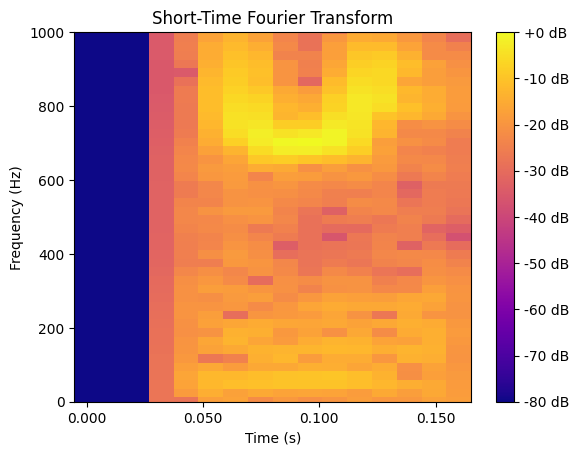 Short-Time Fourier Transform
1000
800
600
400
200
0
Frequency (Hz)
0.000
0.050
0.100
0.150
Time (s)
+0 dB
-10 dB
-20 dB
-30 dB
-40 dB
-50 dB
-60 dB
-70 dB
-80 dB